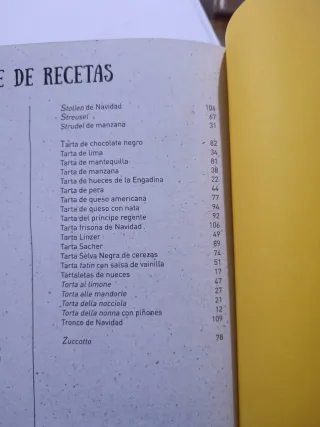 E DE RECETAS
Stollen de Navidad 104
Streusel 67
Strudel de manzana 31
Tarta de chocolate negro 82
Tarta de lima 34
Tarta de mantequilla 81
Tarta de manzana 38
Tarta de nueces de la Engadina 22
Tarta de pera 44
Tarta de queso americana 77
Tarta de queso con nata 94
Tarta del príncipe regente 92
Tarta frisona de Navidad 106
Tarta Linzer 49
Tarta Sacher 89
Tarta Selva Negra de cerezas 74
Tarta tatin con salsa de vainilla 51
Tartaletas de nueces 17
Torta al limone 47
Torta alle mandorle 27
Torta della nocciola 21
Torta della nonna con piñones 12
Tronco de Navidad 109
Zuccotto 78